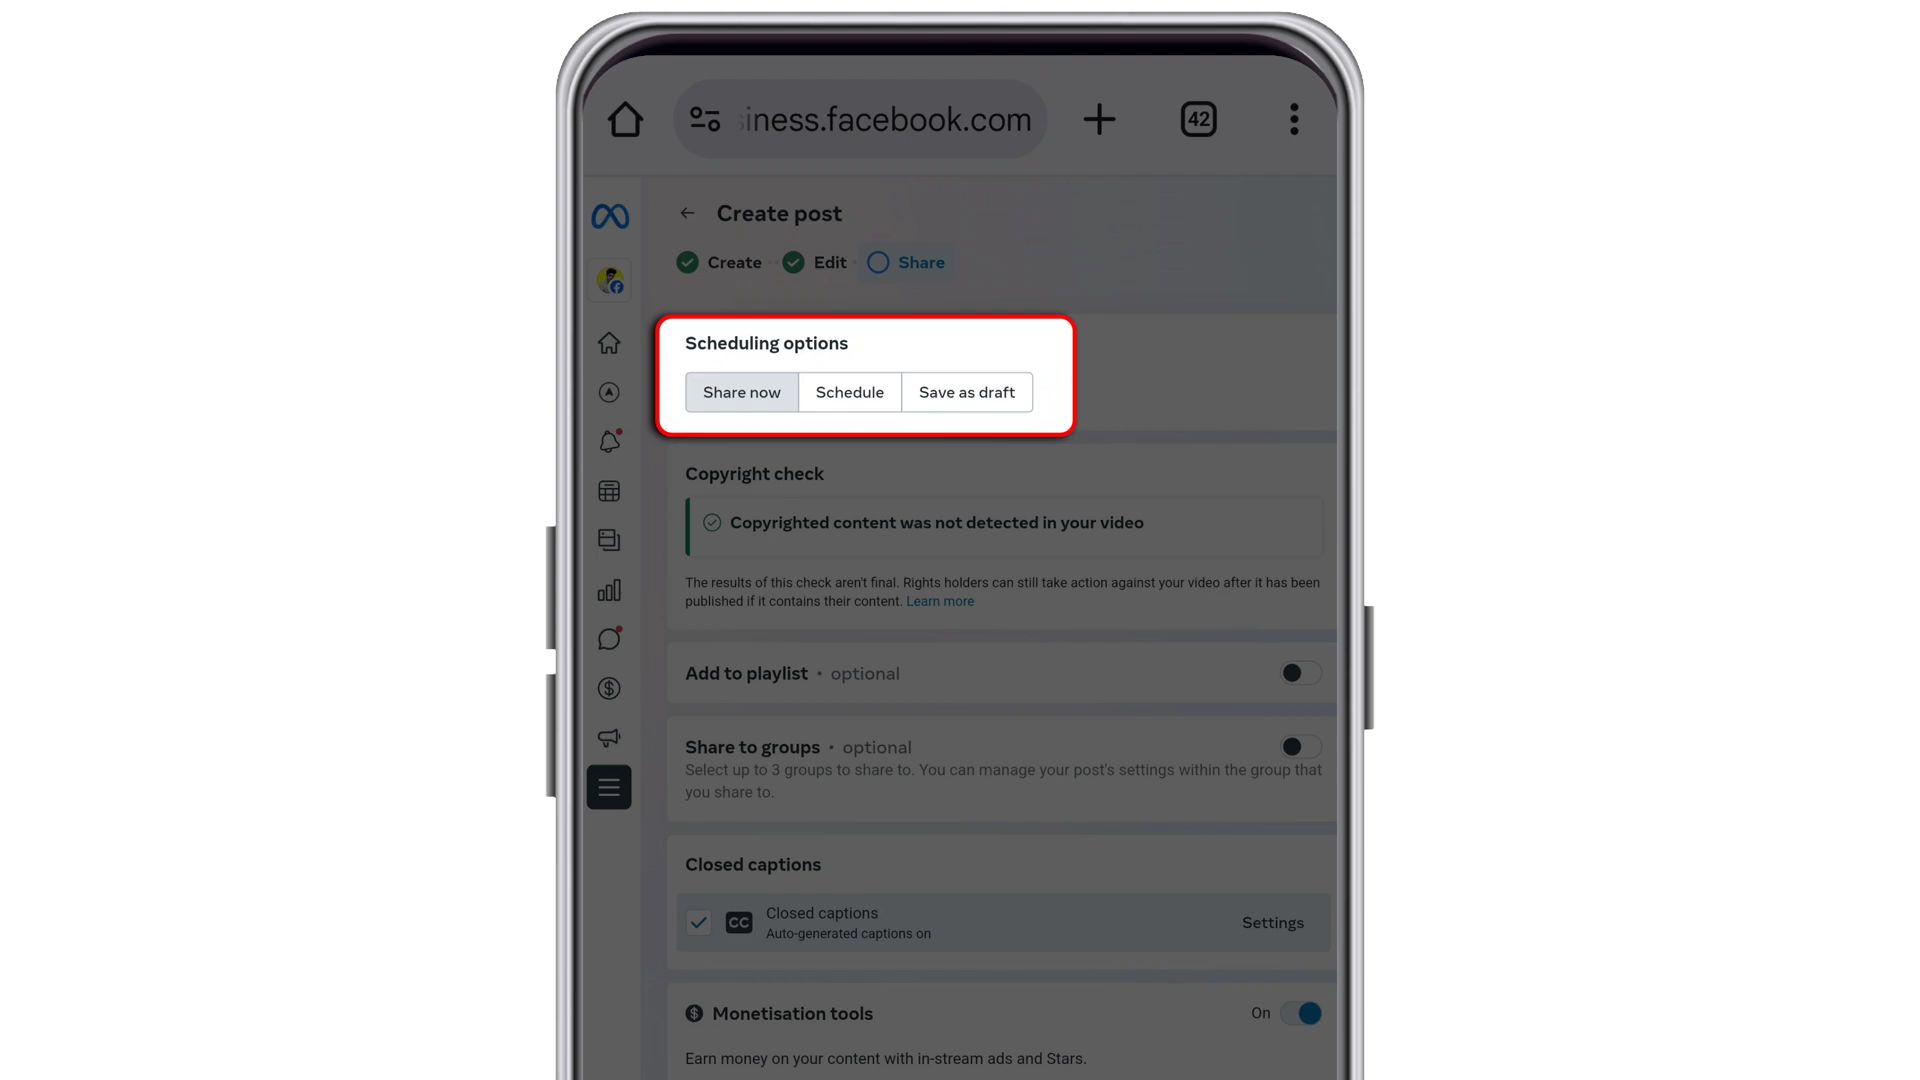 iness.facebook.com
42
Create post
Create Edit Share
Scheduling options
Share now Schedule Save as draft
Copyright check
Copyrighted content was not detected in your video
The results of this check aren't final. Rights holders can still take action against your video after it has been
published if it contains their content. Learn more
Add to playlist • optional
Share to groups • optional
Select up to 3 groups to share to. You can manage your post's settings within the group that
you share to.
Closed captions
CC Closed captions
Auto-generated captions on
Settings
Monetisation tools
On
Earn money on your content with in-stream ads and Stars.